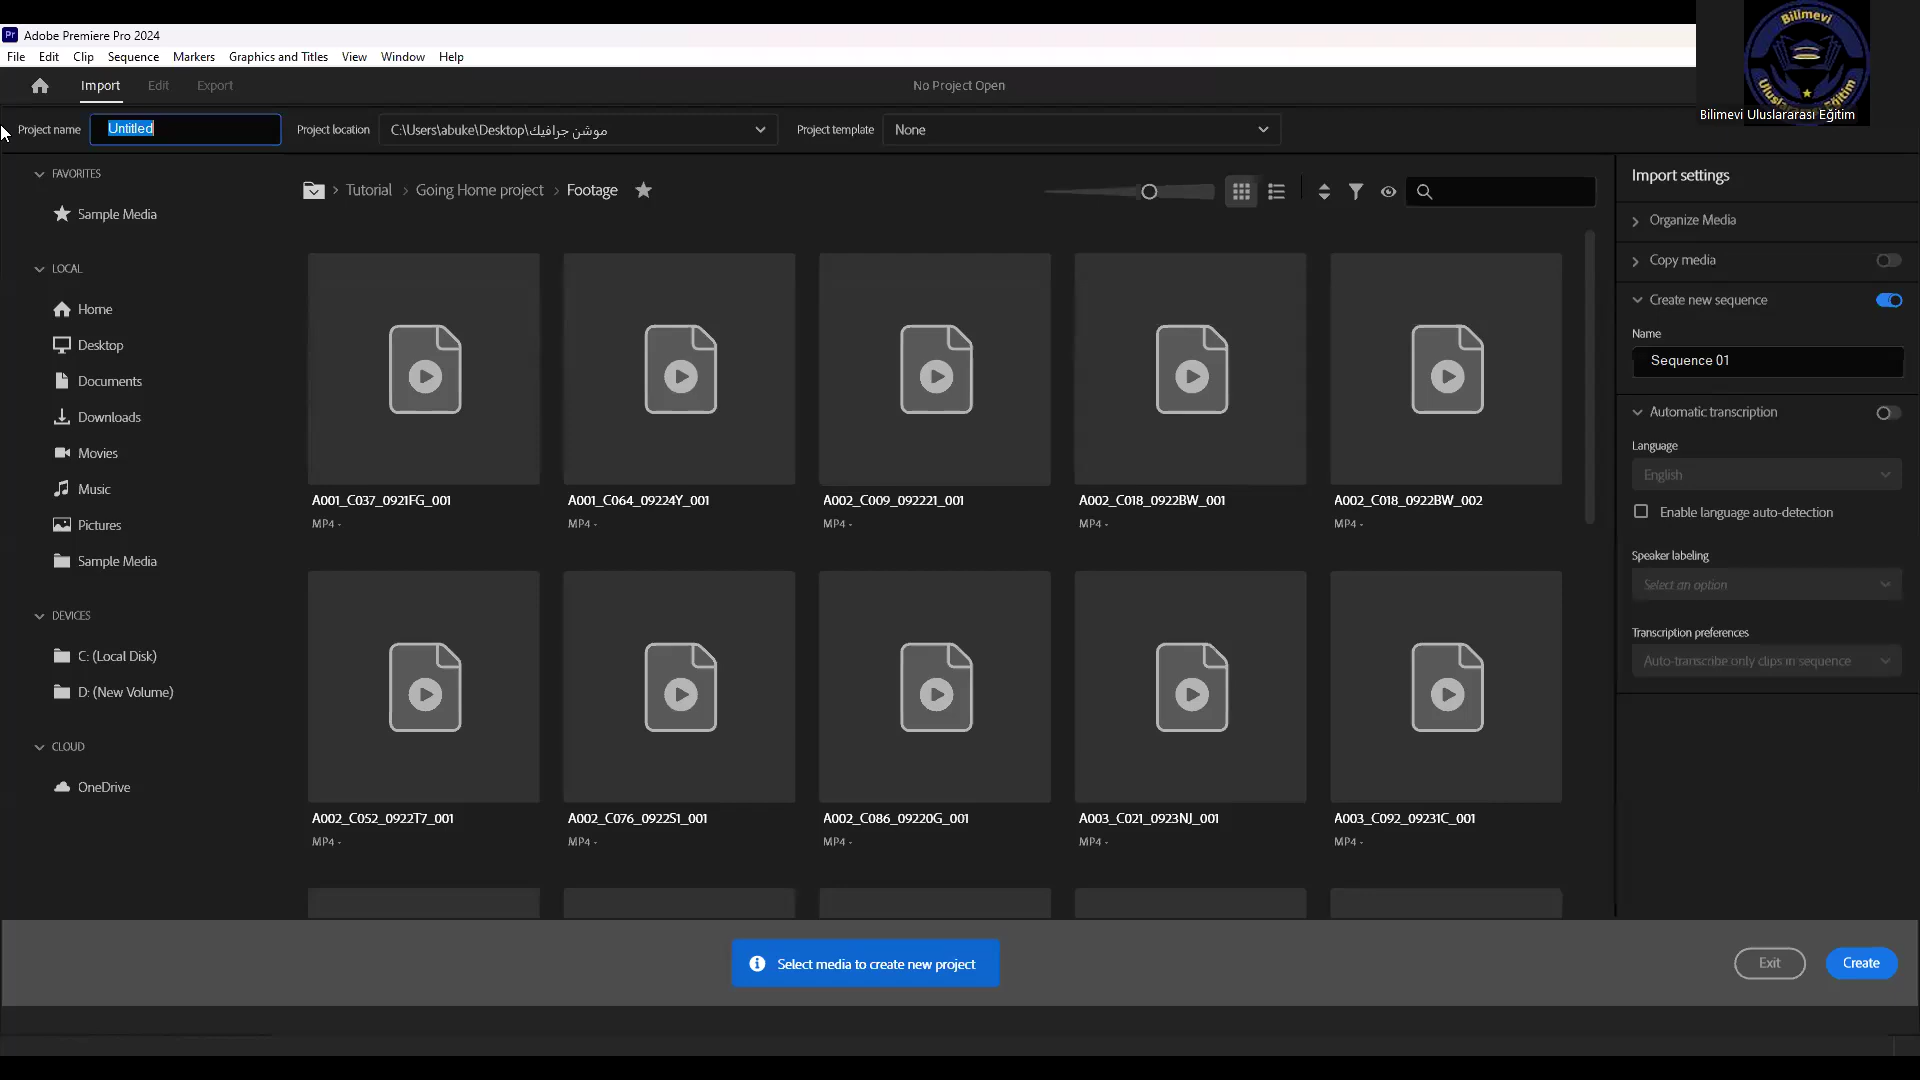 Pr Adobe Premiere Pro 2024
File Edit Clip Sequence Markers Graphics and Titles View Window Help
Import Edit Export
No Project Open
Bilimevi
Uluslararası Eğitim
Bilimevi Uluslararası Eğitim
Project name Untitled Project location C:\Users\abuke\Desktop\موشن جرافيك Project template None
FAVORITES
Sample Media
LOCAL
Home
Desktop
Documents
Downloads
Movies
Music
Pictures
Sample Media
DEVICES
C: (Local Disk)
D: (New Volume)
CLOUD
OneDrive
Tutorial > Going Home project > Footage
A001_C037_0921FG_001 A001_C064_09224Y_001 A002_C009_092221_001 A002_C018_0922BW_001 A002_C018_0922BW_002
MP4 - MP4 - MP4 - MP4 - MP4 -
A002_C052_0922T7_001 A002_C076_0922S1_001 A002_C086_09220G_001 A003_C021_0923NJ_001 A003_C092_09231C_001
MP4 - MP4 - MP4 - MP4 - MP4 -
Import settings
Organize Media
Copy media
Create new sequence
Name
Sequence 01
Automatic transcription
Language
English
Enable language auto-detection
Speaker labeling
Select an option
Transcription preferences
Auto-transcribe only clips in sequence
Select media to create new project
Exit Create